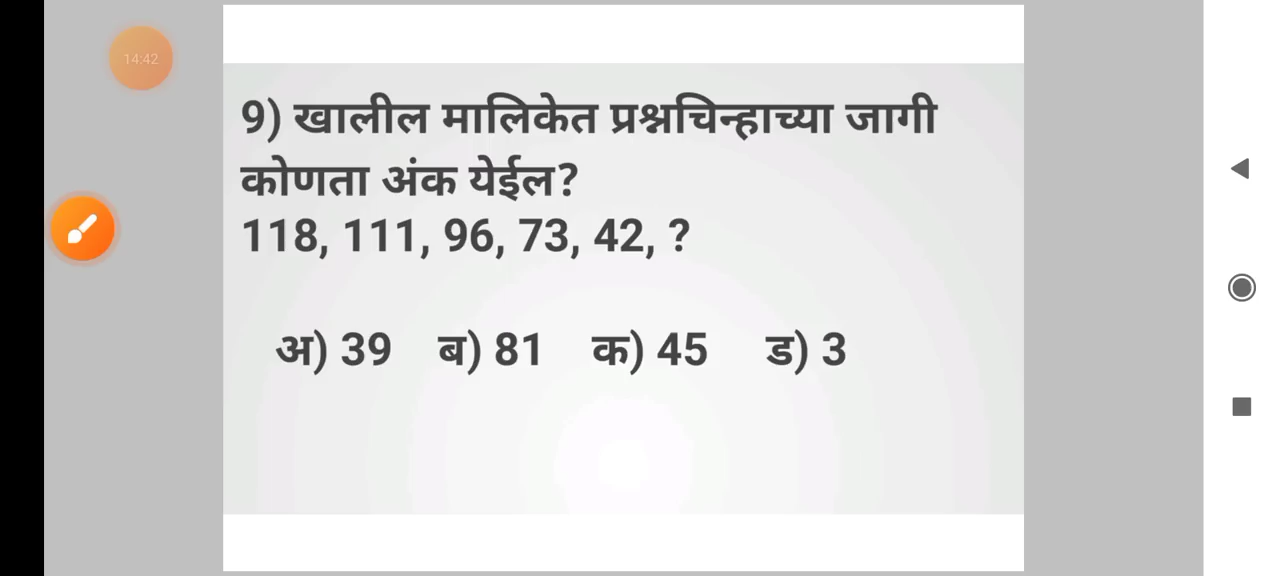 14:42
9) खालील मालिकेत प्रश्नचिन्हाच्या जागी
कोणता अंक येईल?
118, 111, 96, 73, 42, ?
अ) 39 ब) 81 क) 45 ड) 3